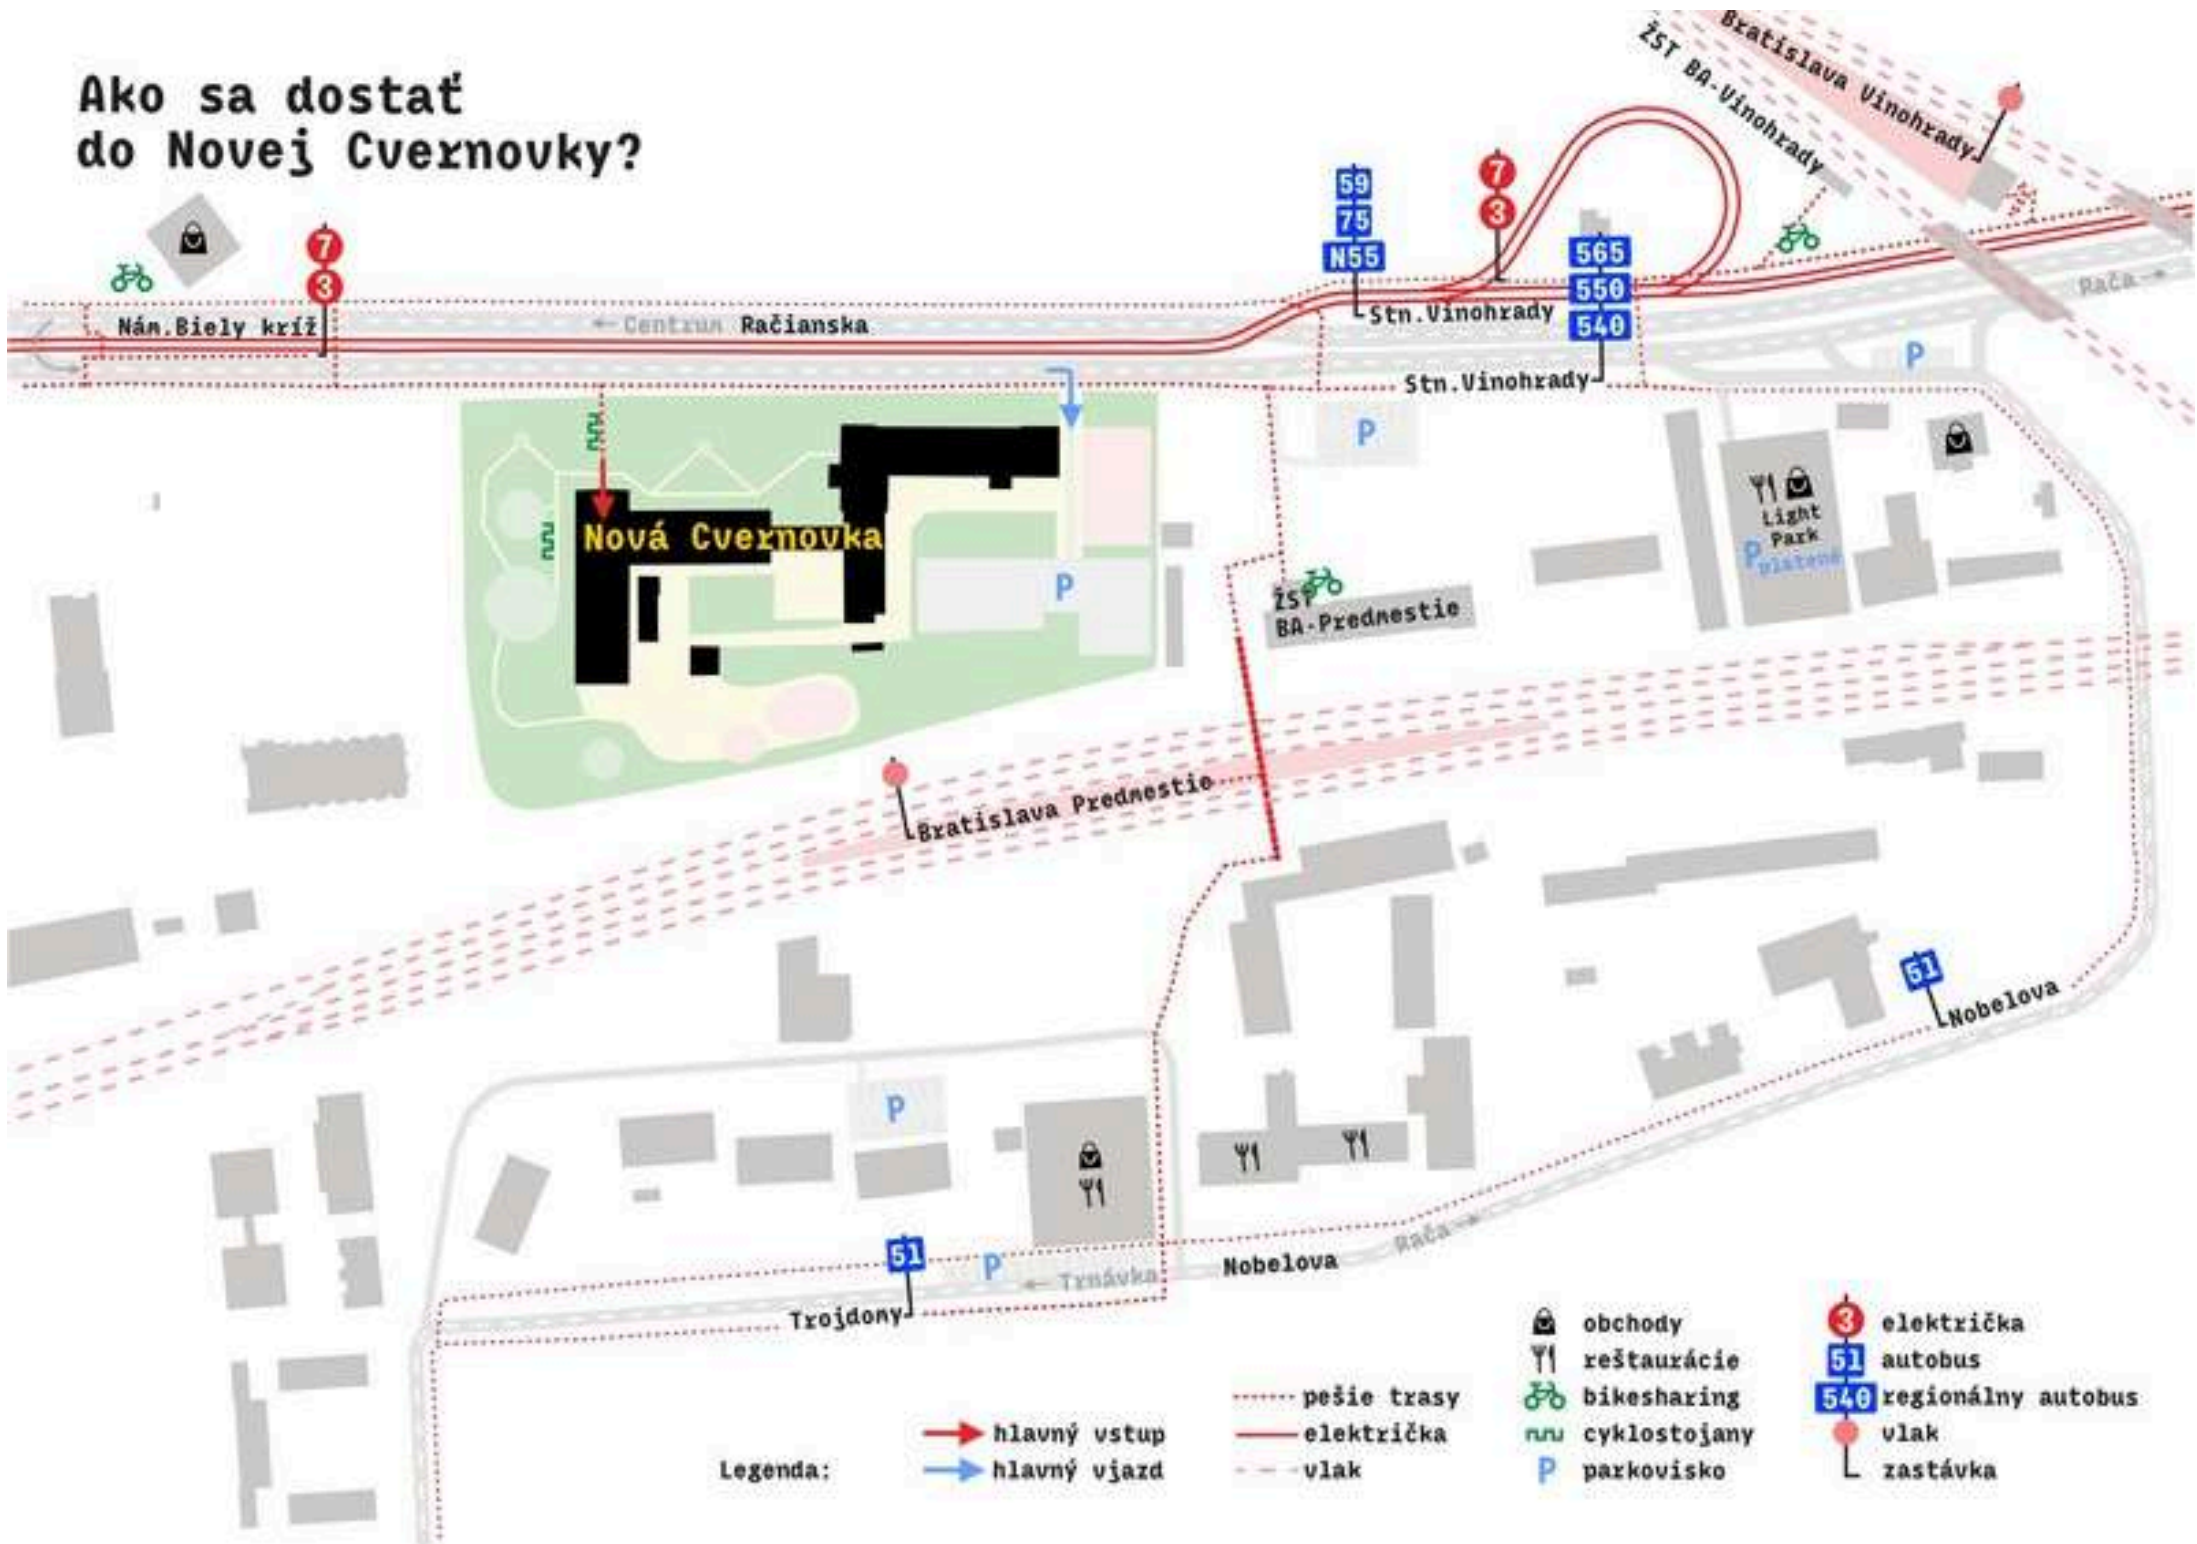 Ako sa dostať
do Novej Cvernovky?
Bratislava Vinohrady
ŽST BA-Vinohrady
7
3
Nám.Biely kríž
← Centrum Račianska
59
75
N55
Stn.Vinohrady
7
3
565
550
540
Stn.Vinohrady
Rača →
P
P
Nová Cvernovka
P
Light
Park
P platené
ŽST
BA-Predmestie
Bratislava Predmestie
51
Nobelova
P
51
P
← Trnávka
Nobelova
Rača →
Trojdomy
Legenda:
hlavný vstup
hlavný vjazd
pešie trasy
električka
vlak
obchody
reštaurácie
bikesharing
cyklostojany
P parkovisko
3 električka
51 autobus
540 regionálny autobus
vlak
zastávka